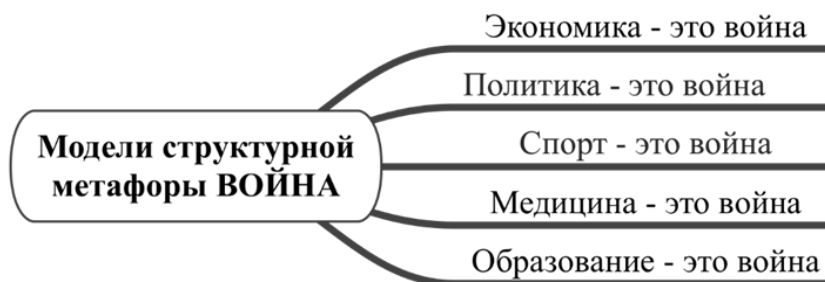 Модели структурной
метафоры ВОЙНА
Экономика - это война
Политика - это война
Спорт - это война
Медицина - это война
Образование - это война